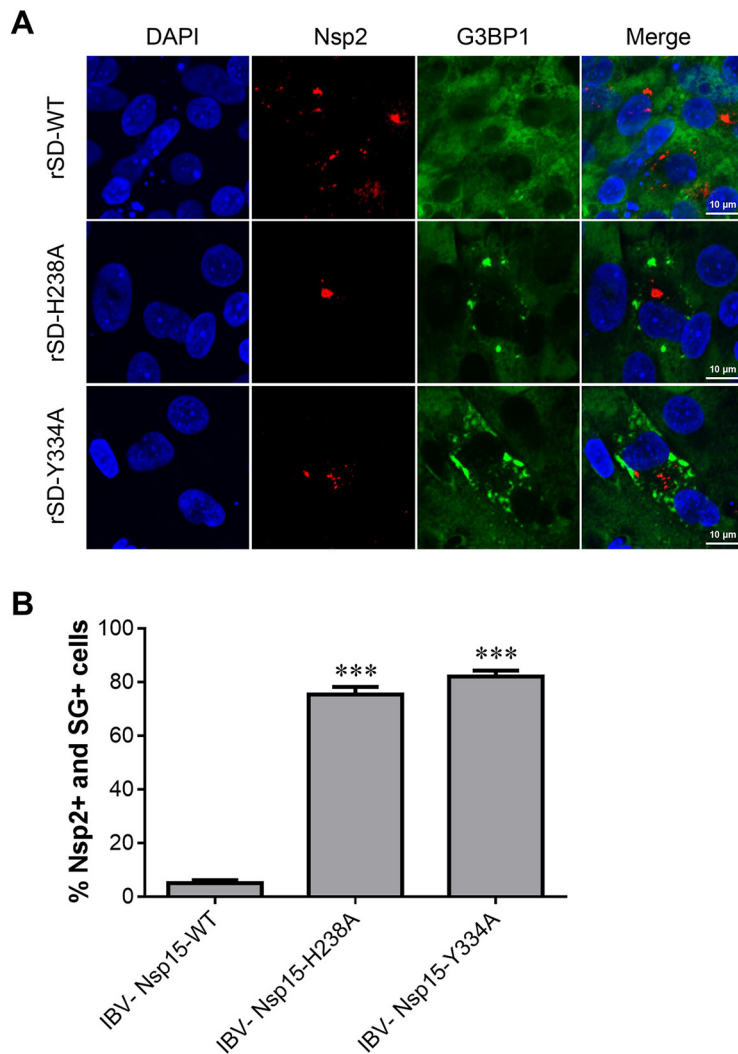 A
DAPI Nsp2 G3BP1 Merge
rSD-WT
10 μm
rSD-H238A
10 μm
rSD-Y334A
10 μm
B
% Nsp2+ and SG+ cells
100
80
60
40
20
0
***
***
IBV- Nsp15-WT
IBV- Nsp15-H238A
IBV- Nsp15-Y334A